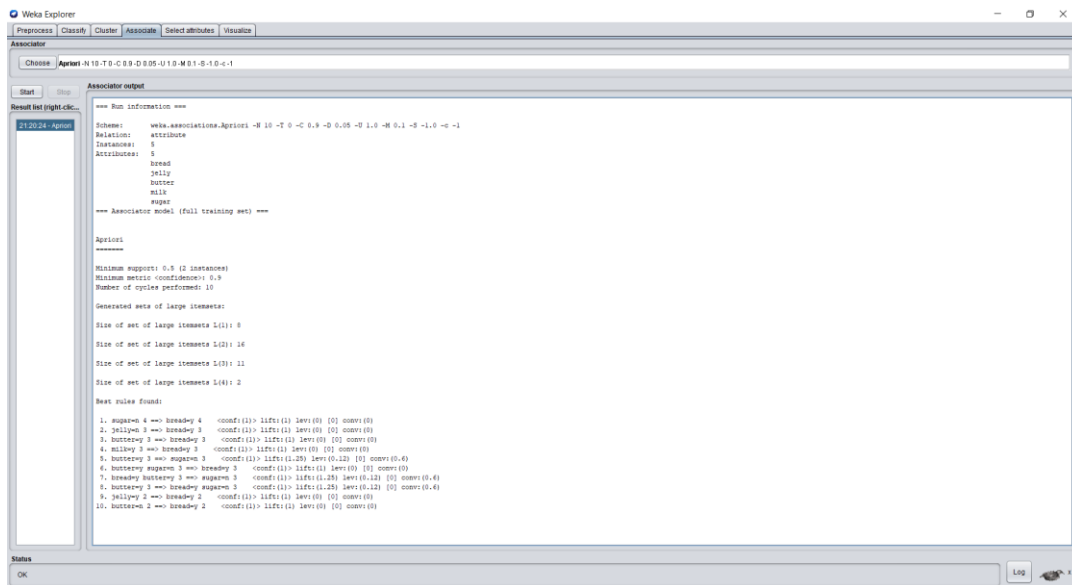 Weka Explorer
Preprocess Classify Cluster Associate Select attributes Visualize
Associator
Choose Apriori -N 10 -T 0 -C 0.9 -D 0.05 -U 1.0 -M 0.1 -S -1.0 -c -1
Start Stop
Associator output
Result list (right-clic...
21:20:24 - Apriori
=== Run information ===
Scheme: weka.associations.Apriori -N 10 -T 0 -C 0.9 -D 0.05 -U 1.0 -M 0.1 -S -1.0 -c -1
Relation: attribute
Instances: 5
Attributes: 5
bread
jelly
butter
milk
sugar
=== Associator model (full training set) ===
Apriori
=======
Minimum support: 0.5 (2 instances)
Minimum metric <confidence>: 0.9
Number of cycles performed: 10
Generated sets of large itemsets:
Size of set of large itemsets L(1): 8
Size of set of large itemsets L(2): 16
Size of set of large itemsets L(3): 11
Size of set of large itemsets L(4): 2
Best rules found:
1. sugar=n 4 ==> bread=y 4 <conf:(1)> lift:(1) lev:(0) [0] conv:(0)
2. jelly=n 3 ==> bread=y 3 <conf:(1)> lift:(1) lev:(0) [0] conv:(0)
3. butter=y 3 ==> bread=y 3 <conf:(1)> lift:(1) lev:(0) [0] conv:(0)
4. milk=y 3 ==> bread=y 3 <conf:(1)> lift:(1) lev:(0) [0] conv:(0)
5. butter=y 3 ==> sugar=n 3 <conf:(1)> lift:(1.25) lev:(0.12) [0] conv:(0.6)
6. butter=y sugar=n 3 ==> bread=y 3 <conf:(1)> lift:(1) lev:(0) [0] conv:(0)
7. bread=y butter=y 3 ==> sugar=n 3 <conf:(1)> lift:(1.25) lev:(0.12) [0] conv:(0.6)
8. butter=y 3 ==> bread=y sugar=n 3 <conf:(1)> lift:(1.25) lev:(0.12) [0] conv:(0.6)
9. jelly=y 2 ==> bread=y 2 <conf:(1)> lift:(1) lev:(0) [0] conv:(0)
10. butter=n 2 ==> bread=y 2 <conf:(1)> lift:(1) lev:(0) [0] conv:(0)
Status
OK
Log